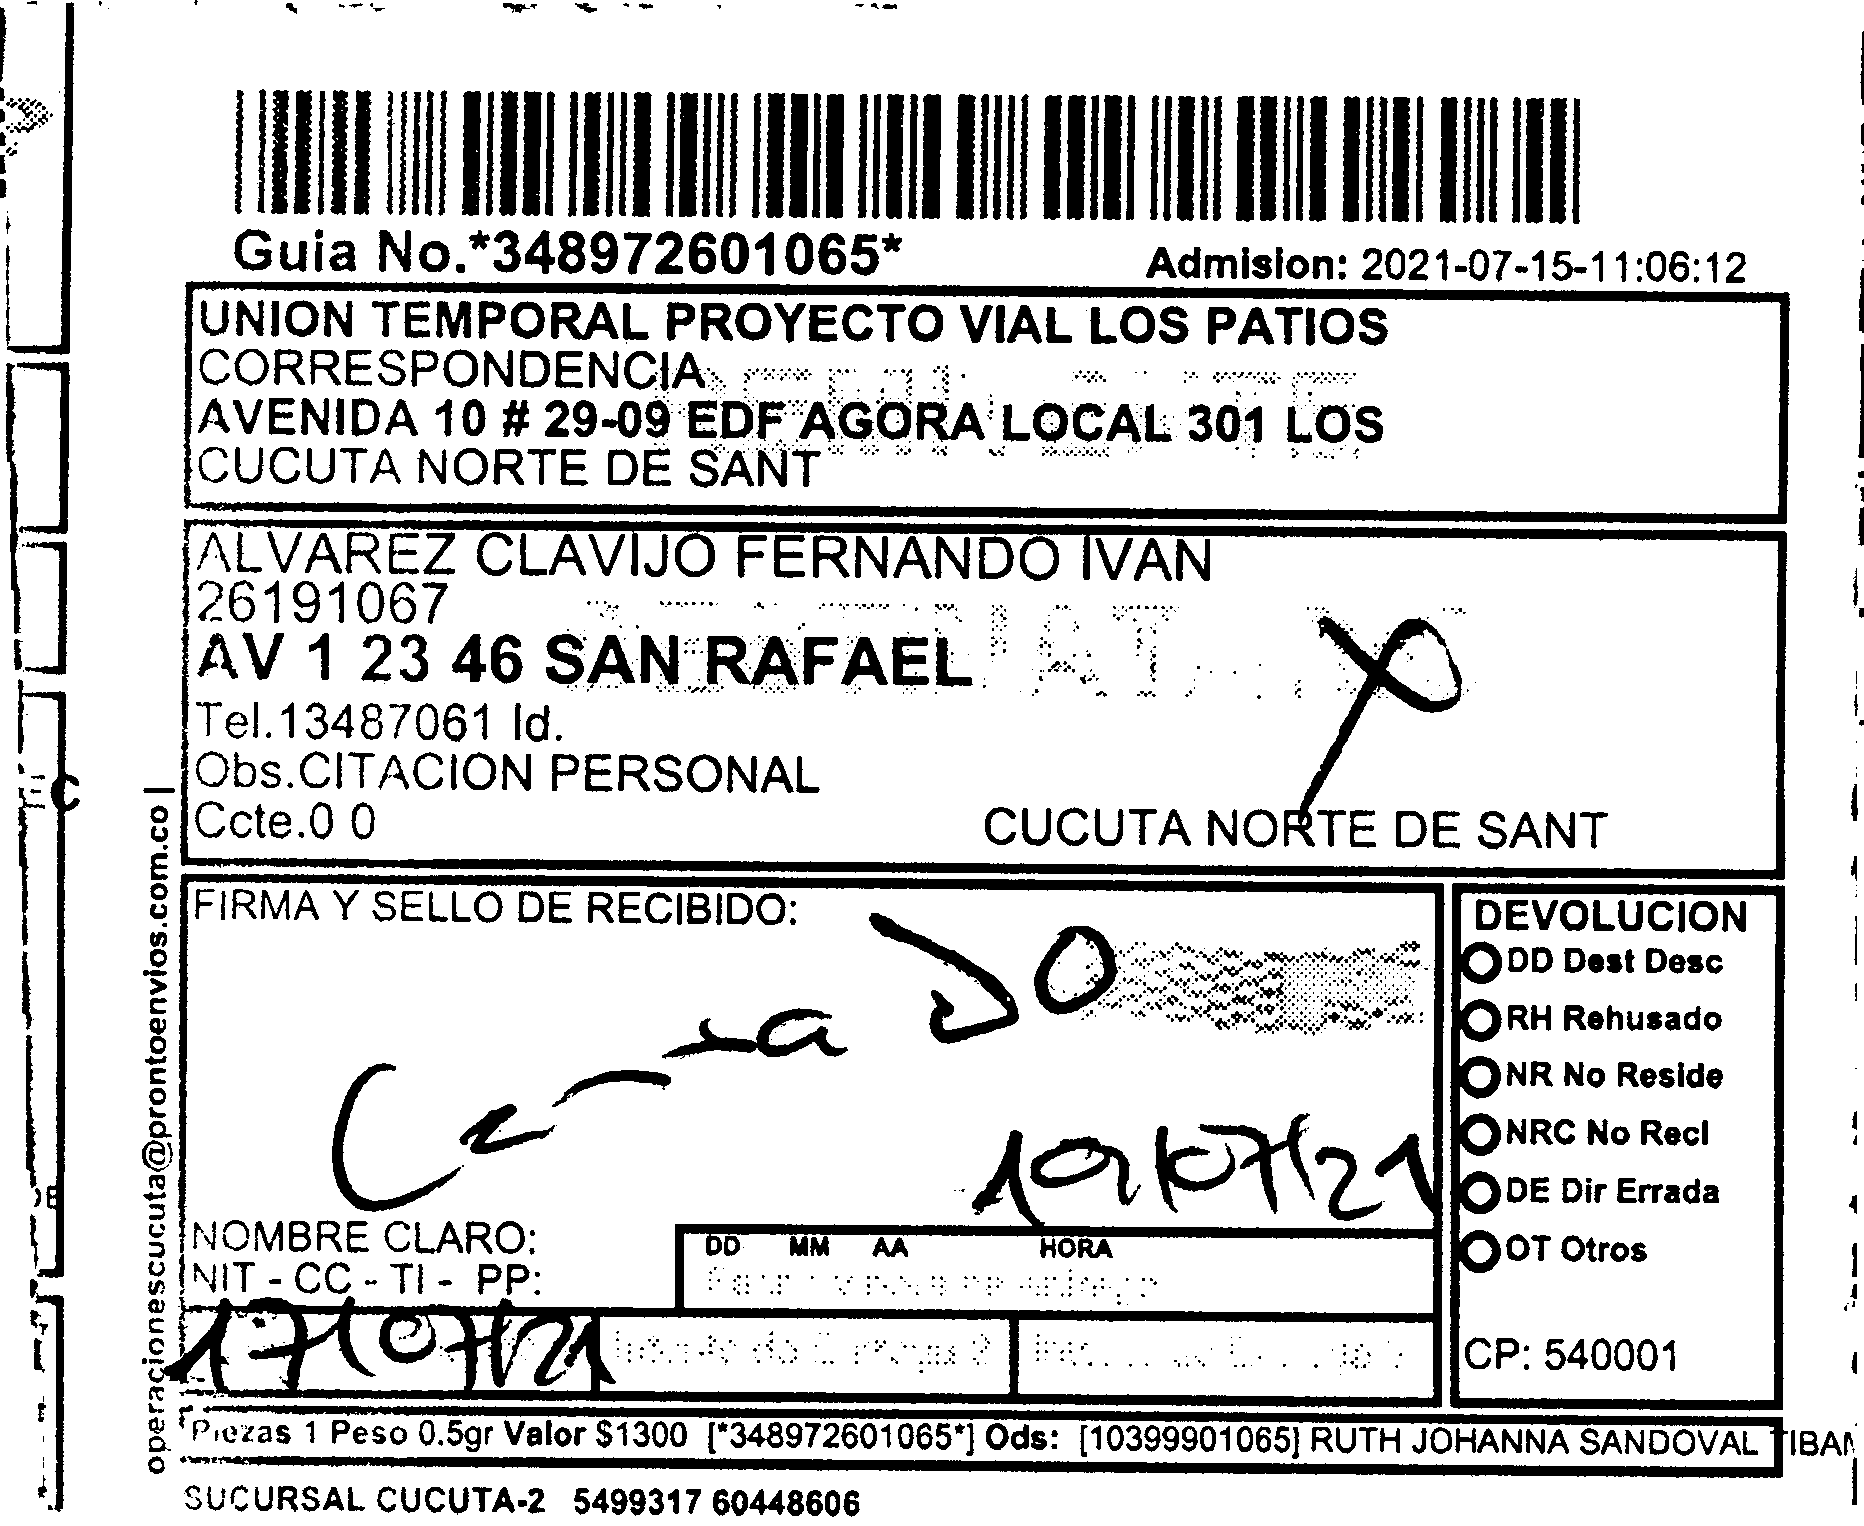 Guia No.*348972601065*
Admision: 2021-07-15-11:06:12
UNION TEMPORAL PROYECTO VIAL LOS PATIOS
CORRESPONDENCIA
AVENIDA 10 # 29-09 EDF AGORA LOCAL 301 LOS
CUCUTA NORTE DE SANT
ALVAREZ CLAVIJO FERNANDO IVAN
26191067
AV 1 23 46 SAN RAFAEL
Tel.13487061 Id.
Obs.CITACION PERSONAL
Ccte.0 0
CUCUTA NORTE DE SANT
operacionescucuta@prontoenvios.com.co |
FIRMA Y SELLO DE RECIBIDO:
19/07/21
NOMBRE CLARO:
NIT - CC - TI - PP:
DD MM AA HORA
17/07/21
DEVOLUCION
DD Dest Desc
RH Rehusado
NR No Reside
NRC No Recl
DE Dir Errada
OT Otros
CP: 540001
Piezas 1 Peso 0.5gr Valor $1300 [*348972601065*] Ods: [10399901065] RUTH JOHANNA SANDOVAL TIBAM
SUCURSAL CUCUTA-2 5499317 60448606